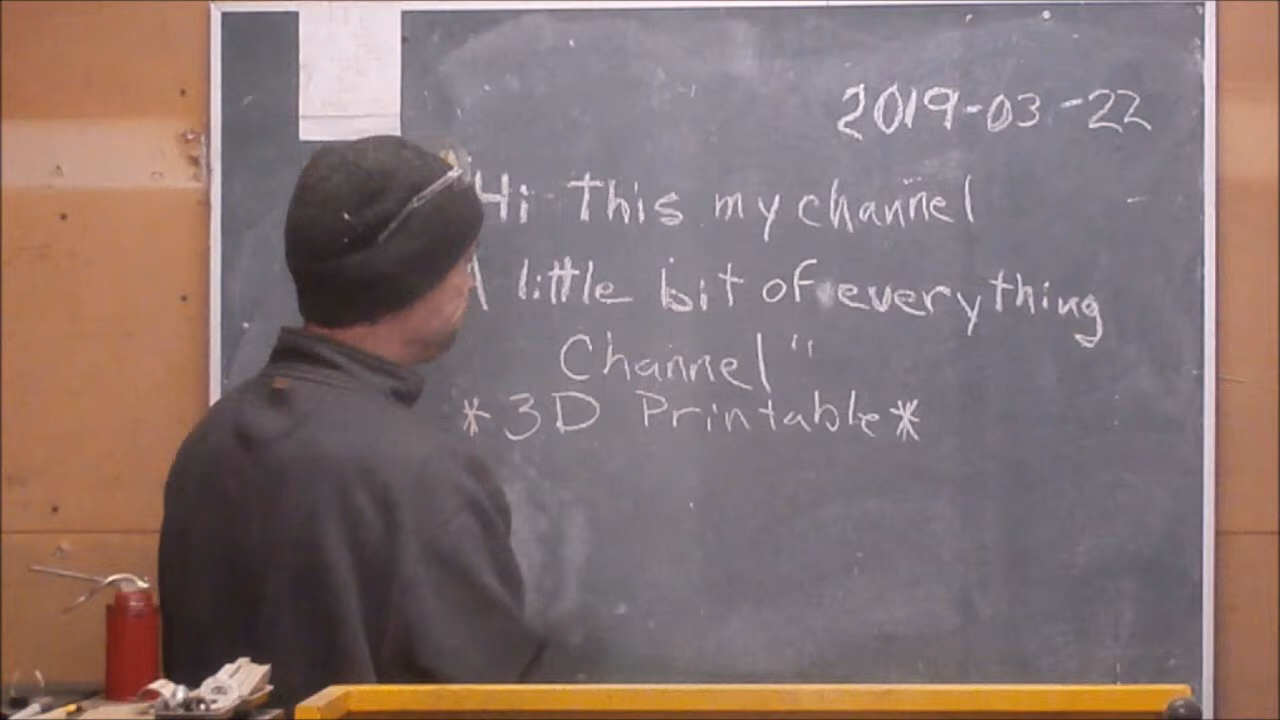 2019-03-22
Hi This my channel
A little bit of everything
Channel"
*3D Printable*